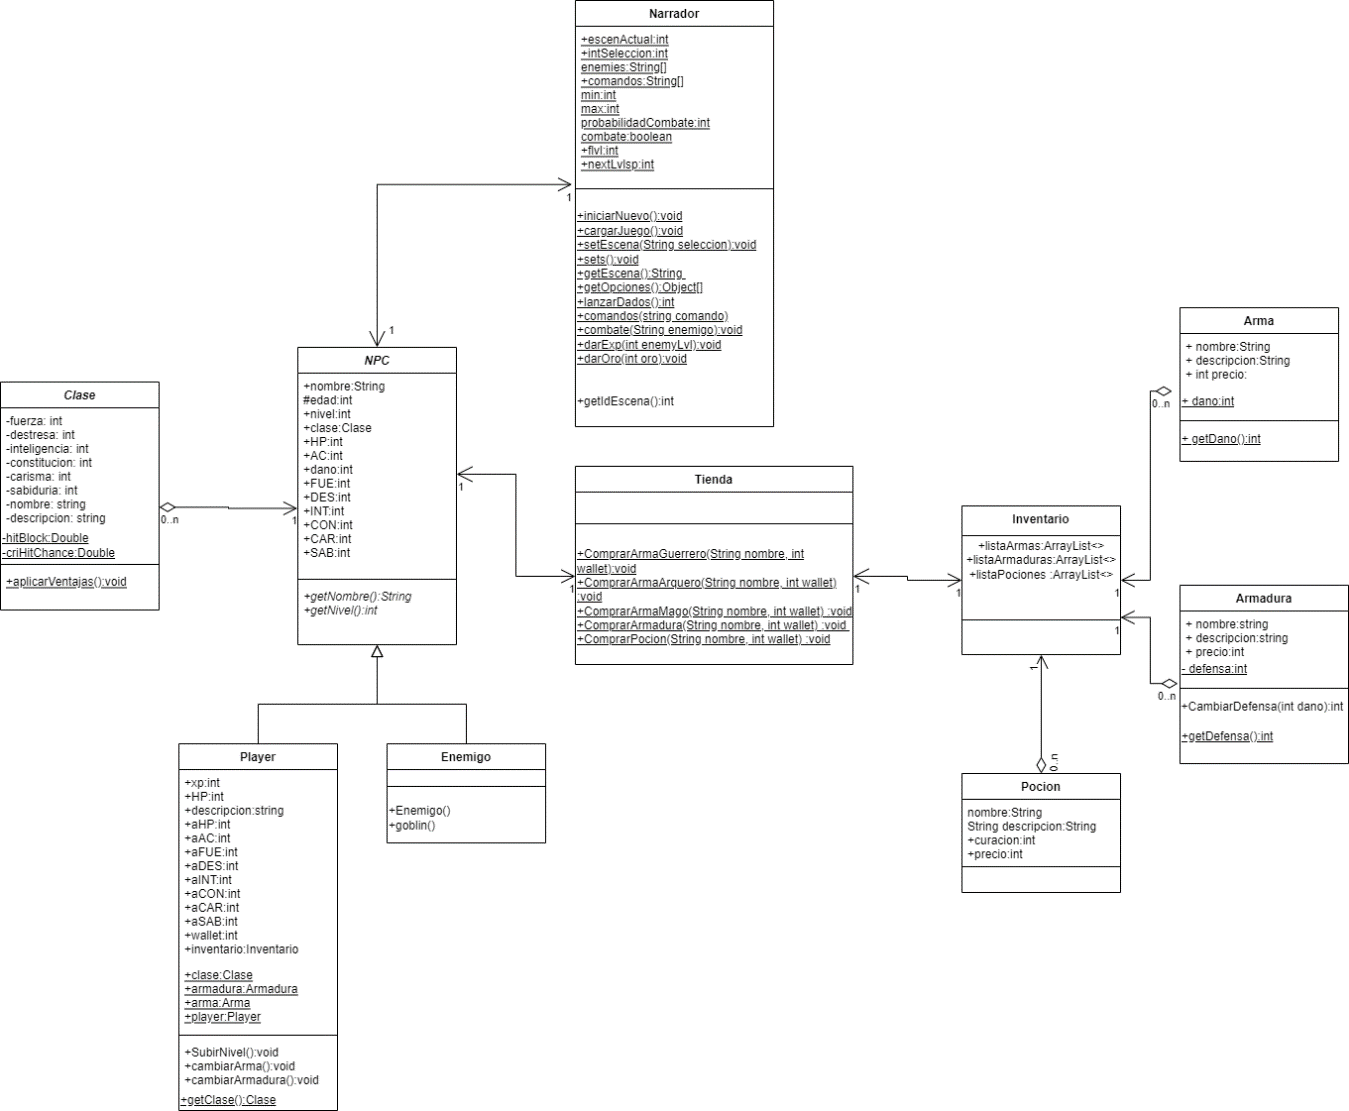 Narrador
+escenActual:int
+intSeleccion:int
enemies:String[]
+comandos:String[]
min:int
max:int
probabilidadCombate:int
combate:boolean
+flvl:int
+nextLvlsp:int
+iniciarNuevo():void
+cargarJuego():void
+setEscena(String seleccion):void
+sets():void
+getEscena():String
+getOpciones():Object[]
+lanzarDados():int
+comandos(string comando)
+combate(String enemigo):void
+darExp(int enemyLvl):void
+darOro(int oro):void
+getIdEscena():int
1
1
Clase
-fuerza: int
-destresa: int
-inteligencia: int
-constitucion: int
-carisma: int
-sabiduria: int
-nombre: string
-descripcion: string
-hitBlock:Double
-criHitChance:Double
+aplicarVentajas():void
0..n
1
NPC
+nombre:String
#edad:int
+nivel:int
+clase:Clase
+HP:int
+AC:int
+dano:int
+FUE:int
+DES:int
+INT:int
+CON:int
+CAR:int
+SAB:int
+getNombre():String
+getNivel():int
1
1
Tienda
+ComprarArmaGuerrero(String nombre, int
wallet):void
+ComprarArmaArquero(String nombre, int wallet)
:void
+ComprarArmaMago(String nombre, int wallet) :void
+ComprarArmadura(String nombre, int wallet) :void
+ComprarPocion(String nombre, int wallet) :void
1
1
Inventario
+listaArmas:ArrayList<>
+listaArmaduras:ArrayList<>
+listaPociones :ArrayList<>
1
1
1
Arma
+ nombre:String
+ descripcion:String
+ int precio:
+ dano:int
+ getDano():int
0..n
Armadura
+ nombre:string
+ descripcion:string
+ precio:int
- defensa:int
+CambiarDefensa(int dano):int
+getDefensa():int
0..n
Player
+xp:int
+HP:int
+descripcion:string
+aHP:int
+aAC:int
+aFUE:int
+aDES:int
+aINT:int
+aCON:int
+aCAR:int
+aSAB:int
+wallet:int
+inventario:Inventario
+clase:Clase
+armadura:Armadura
+arma:Arma
+player:Player
+SubirNivel():void
+cambiarArma():void
+cambiarArmadura():void
+getClase():Clase
Enemigo
+Enemigo()
+goblin()
0..n
Pocion
nombre:String
String descripcion:String
+curacion:int
+precio:int